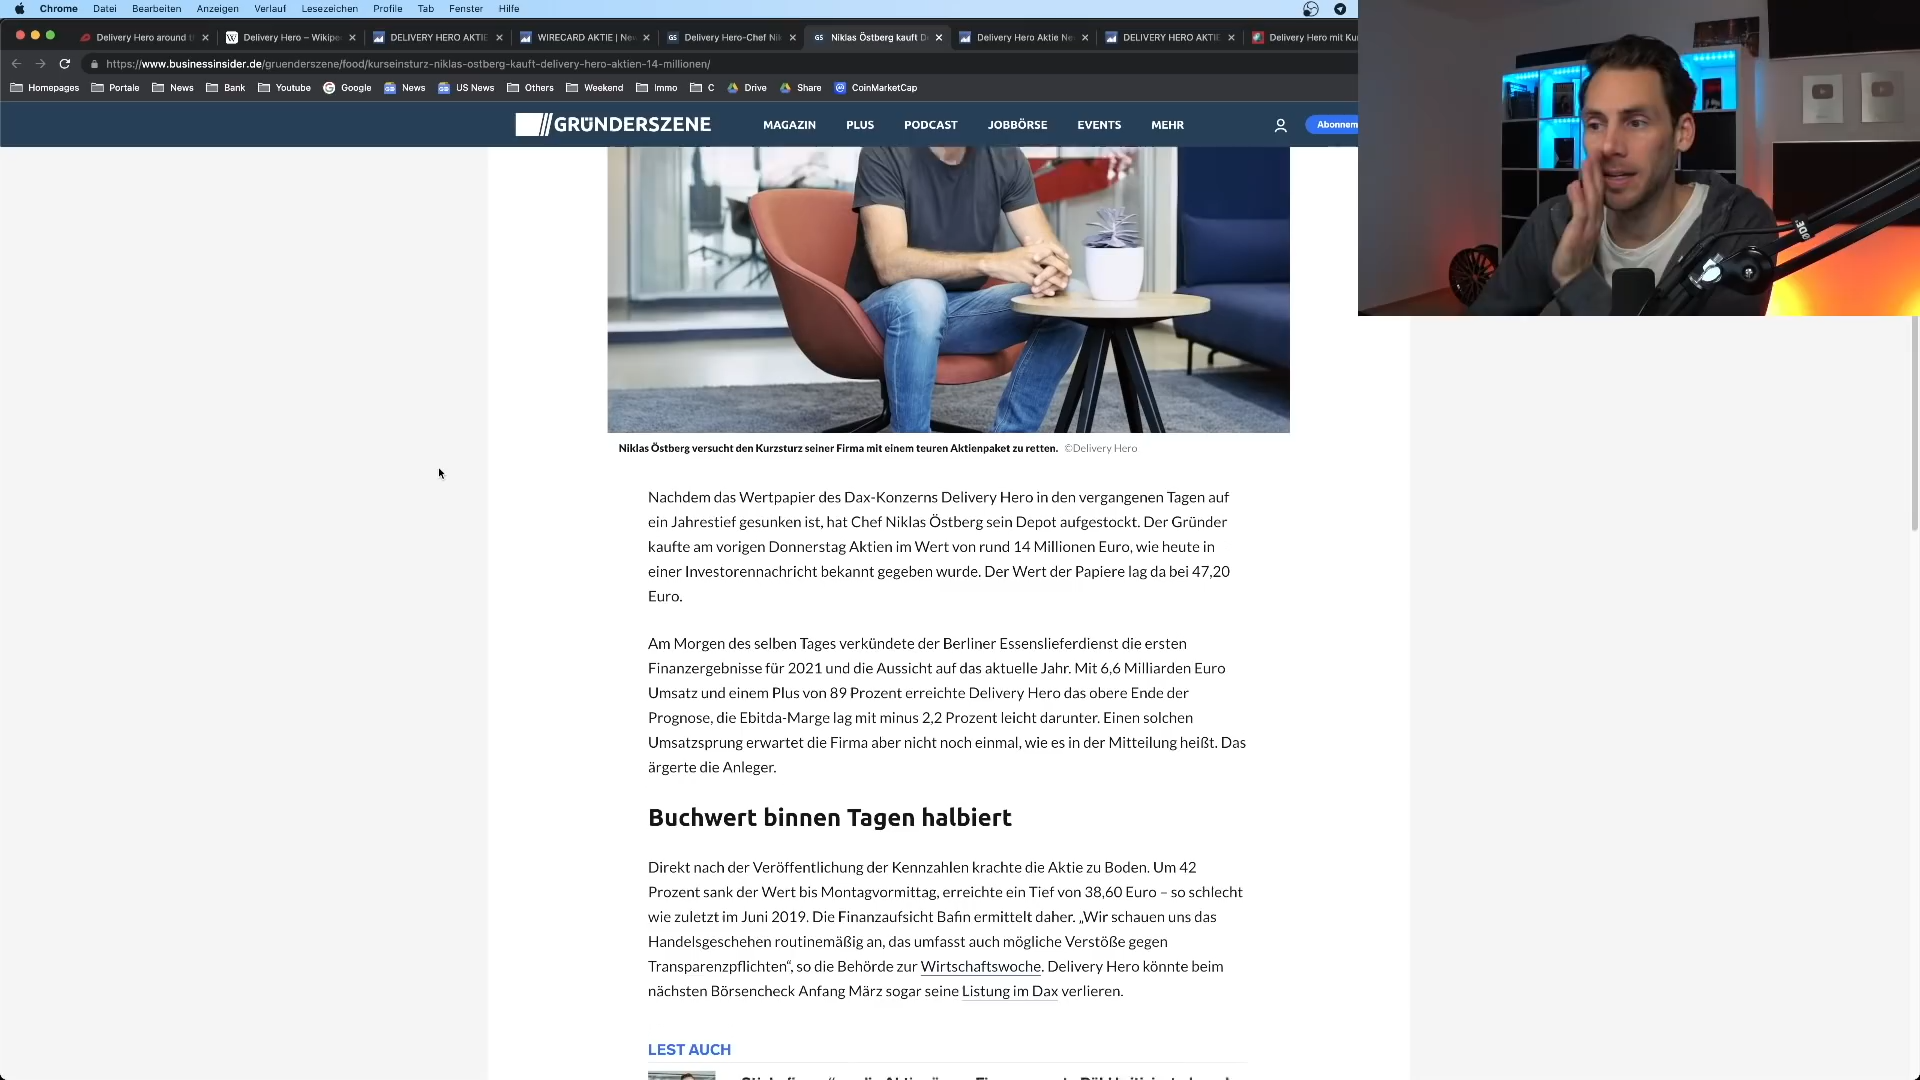 Chrome Datei Bearbeiten Anzeigen Verlauf Lesezeichen Profile Tab Fenster Hilfe
Delivery Hero around t Delivery Hero – Wikipe DELIVERY HERO AKTIE WIRECARD AKTIE | Ne GS Delivery Hero-Chef Nik GS Niklas Östberg kauft D Delivery Hero Aktie Ne DELIVERY HERO AKTIE Delivery Hero mit Ku
https://www.businessinsider.de/gruenderszene/food/kurseinsturz-niklas-ostberg-kauft-delivery-hero-aktien-14-millionen/
Homepages Portale News Bank Youtube Google News US News Others Weekend Immo C Drive Share CoinMarketCap
GRÜNDERSZENE MAGAZIN PLUS PODCAST JOBBÖRSE EVENTS MEHR Abonnem
Niklas Östberg versucht den Kurzsturz seiner Firma mit einem teuren Aktienpaket zu retten. ©Delivery Hero
Nachdem das Wertpapier des Dax-Konzerns Delivery Hero in den vergangenen Tagen auf
ein Jahrestief gesunken ist, hat Chef Niklas Östberg sein Depot aufgestockt. Der Gründer
kaufte am vorigen Donnerstag Aktien im Wert von rund 14 Millionen Euro, wie heute in
einer Investorennachricht bekannt gegeben wurde. Der Wert der Papiere lag da bei 47,20
Euro.
Am Morgen des selben Tages verkündete der Berliner Essenslieferdienst die ersten
Finanzergebnisse für 2021 und die Aussicht auf das aktuelle Jahr. Mit 6,6 Milliarden Euro
Umsatz und einem Plus von 89 Prozent erreichte Delivery Hero das obere Ende der
Prognose, die Ebitda-Marge lag mit minus 2,2 Prozent leicht darunter. Einen solchen
Umsatzsprung erwartet die Firma aber nicht noch einmal, wie es in der Mitteilung heißt. Das
ärgerte die Anleger.
Buchwert binnen Tagen halbiert
Direkt nach der Veröffentlichung der Kennzahlen krachte die Aktie zu Boden. Um 42
Prozent sank der Wert bis Montagvormittag, erreichte ein Tief von 38,60 Euro – so schlecht
wie zuletzt im Juni 2019. Die Finanzaufsicht Bafin ermittelt daher. „Wir schauen uns das
Handelsgeschehen routinemäßig an, das umfasst auch mögliche Verstöße gegen
Transparenzpflichten“, so die Behörde zur Wirtschaftswoche. Delivery Hero könnte beim
nächsten Börsencheck Anfang März sogar seine Listung im Dax verlieren.
LEST AUCH